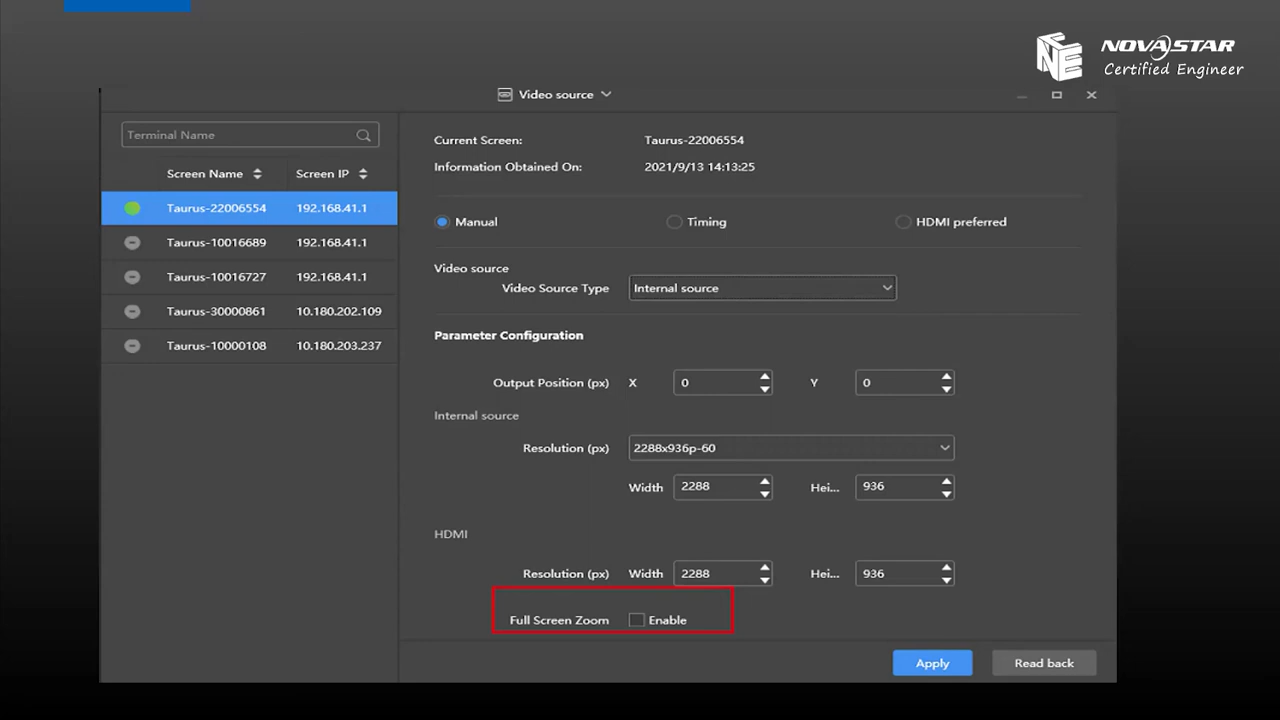 NOVASTAR
Certified Engineer
Video source
Terminal Name
Screen Name Screen IP
Taurus-22006554 192.168.41.1
Taurus-10016689 192.168.41.1
Taurus-10016727 192.168.41.1
Taurus-30000861 10.180.202.109
Taurus-10000108 10.180.203.237
Current Screen: Taurus-22006554
Information Obtained On: 2021/9/13 14:13:25
Manual Timing HDMI preferred
Video source
Video Source Type Internal source
Parameter Configuration
Output Position (px) X 0 Y 0
Internal source
Resolution (px) 2288x936p-60
Width 2288 Hei... 936
HDMI
Resolution (px) Width 2288 Hei... 936
Full Screen Zoom Enable
Apply Read back